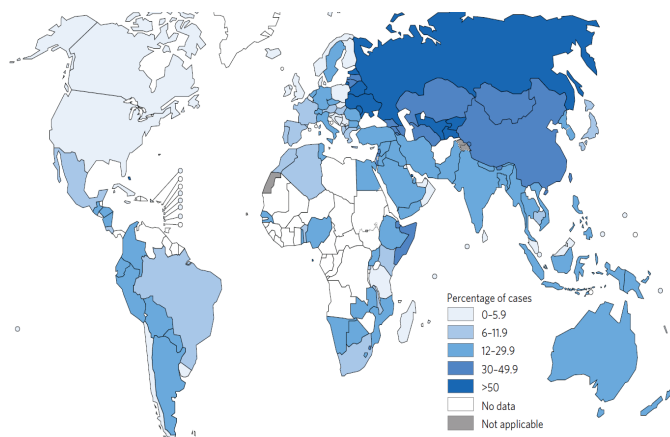 Percentage of cases
0–5.9
6–11.9
12–29.9
30–49.9
>50
No data
Not applicable